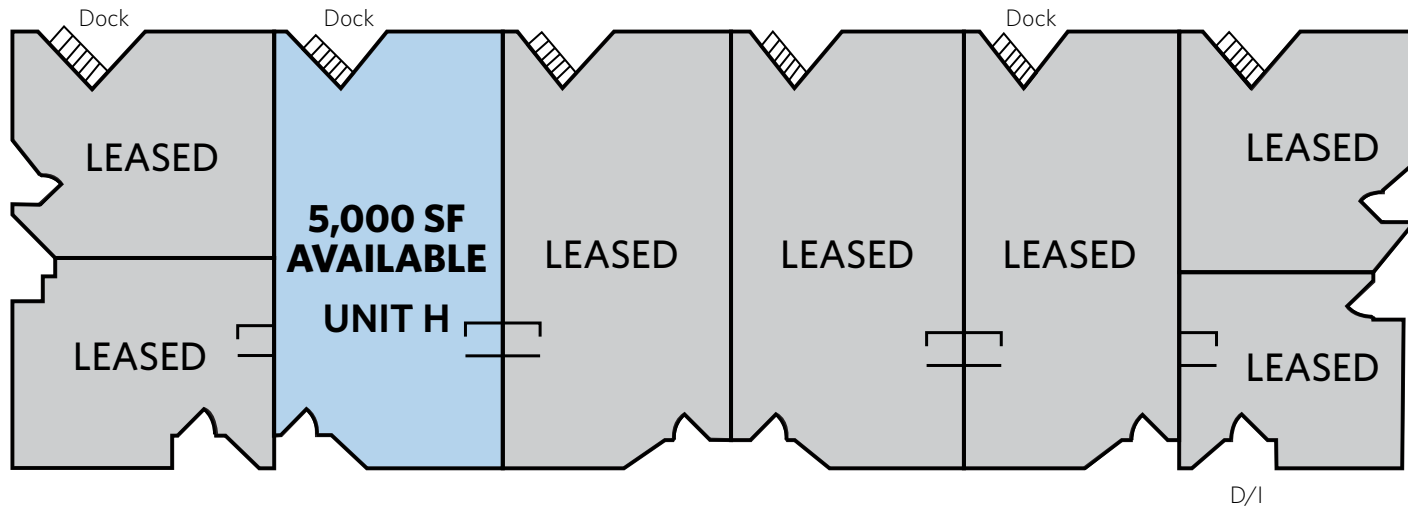 Dock
Dock
Dock
LEASED
5,000 SF
AVAILABLE
UNIT H
LEASED
LEASED
LEASED
LEASED
LEASED
LEASED
D/I